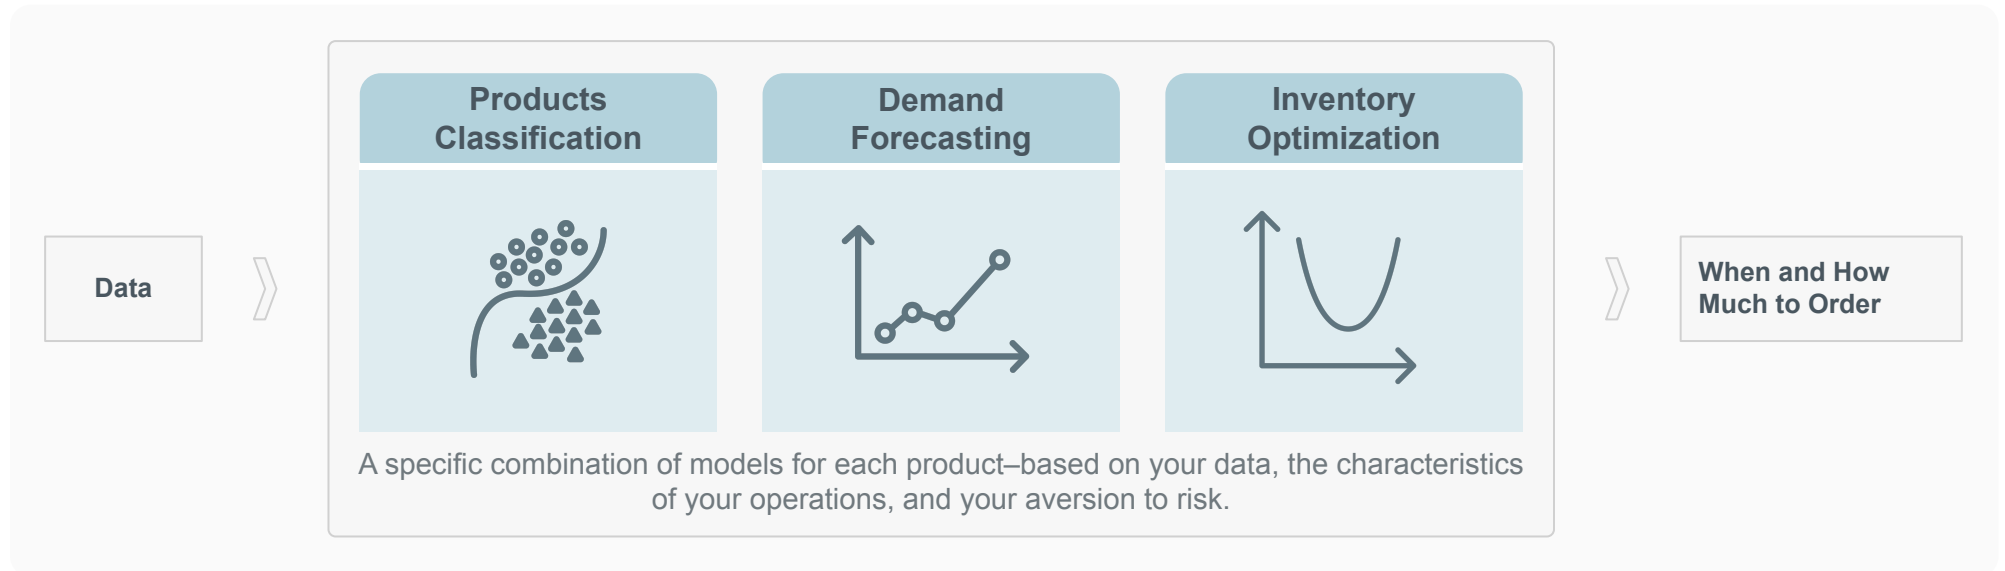 Data
Products
Classification
Demand
Forecasting
Inventory
Optimization
A specific combination of models for each product–based on your data, the characteristics
of your operations, and your aversion to risk.
When and How
Much to Order